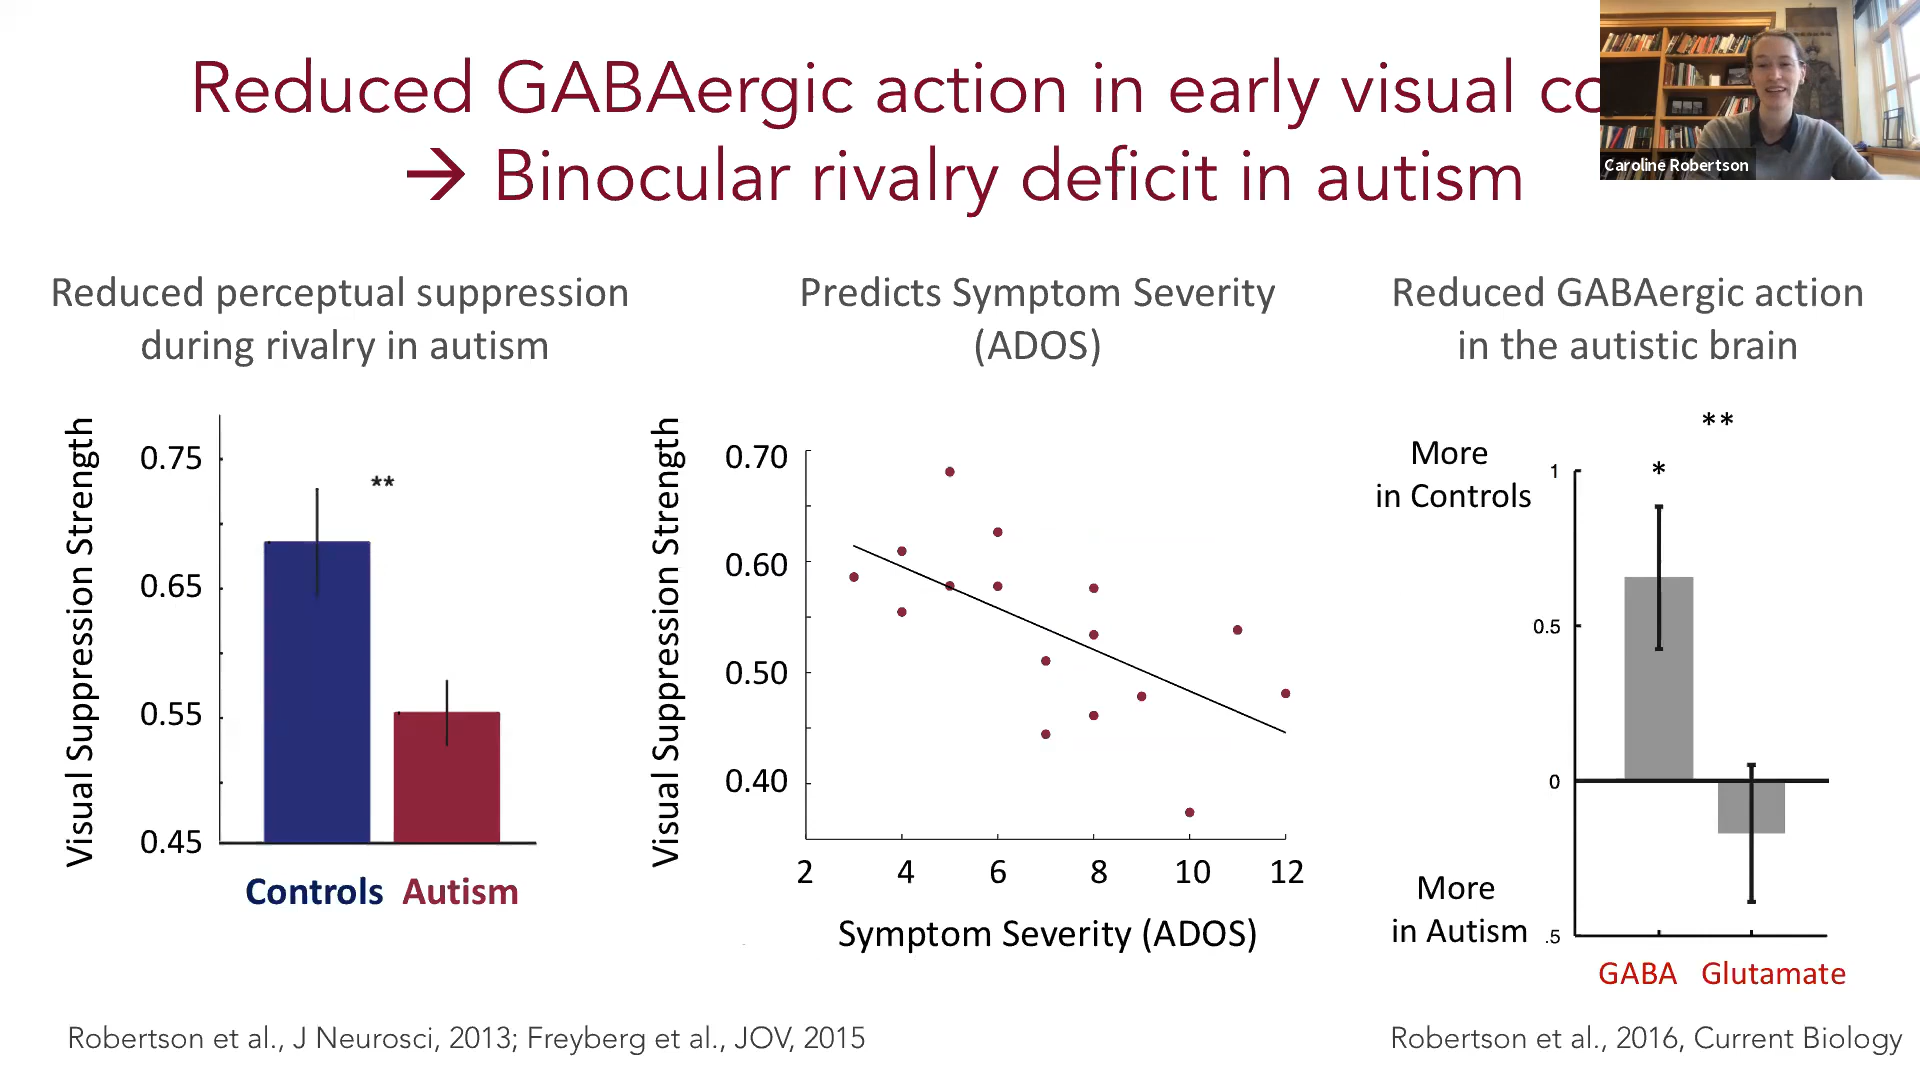 Reduced GABAergic action in early visual co
→ Binocular rivalry deficit in autism
Caroline Robertson
Reduced perceptual suppression
during rivalry in autism
Visual Suppression Strength
0.75
0.65
0.55
0.45
**
Controls Autism
Predicts Symptom Severity
(ADOS)
Visual Suppression Strength
0.70
0.60
0.50
0.40
2 4 6 8 10 12
Symptom Severity (ADOS)
Reduced GABAergic action
in the autistic brain
**
*
More
in Controls
1
0.5
0
.5
More
in Autism
GABA Glutamate
Robertson et al., J Neurosci, 2013; Freyberg et al., JOV, 2015
Robertson et al., 2016, Current Biology